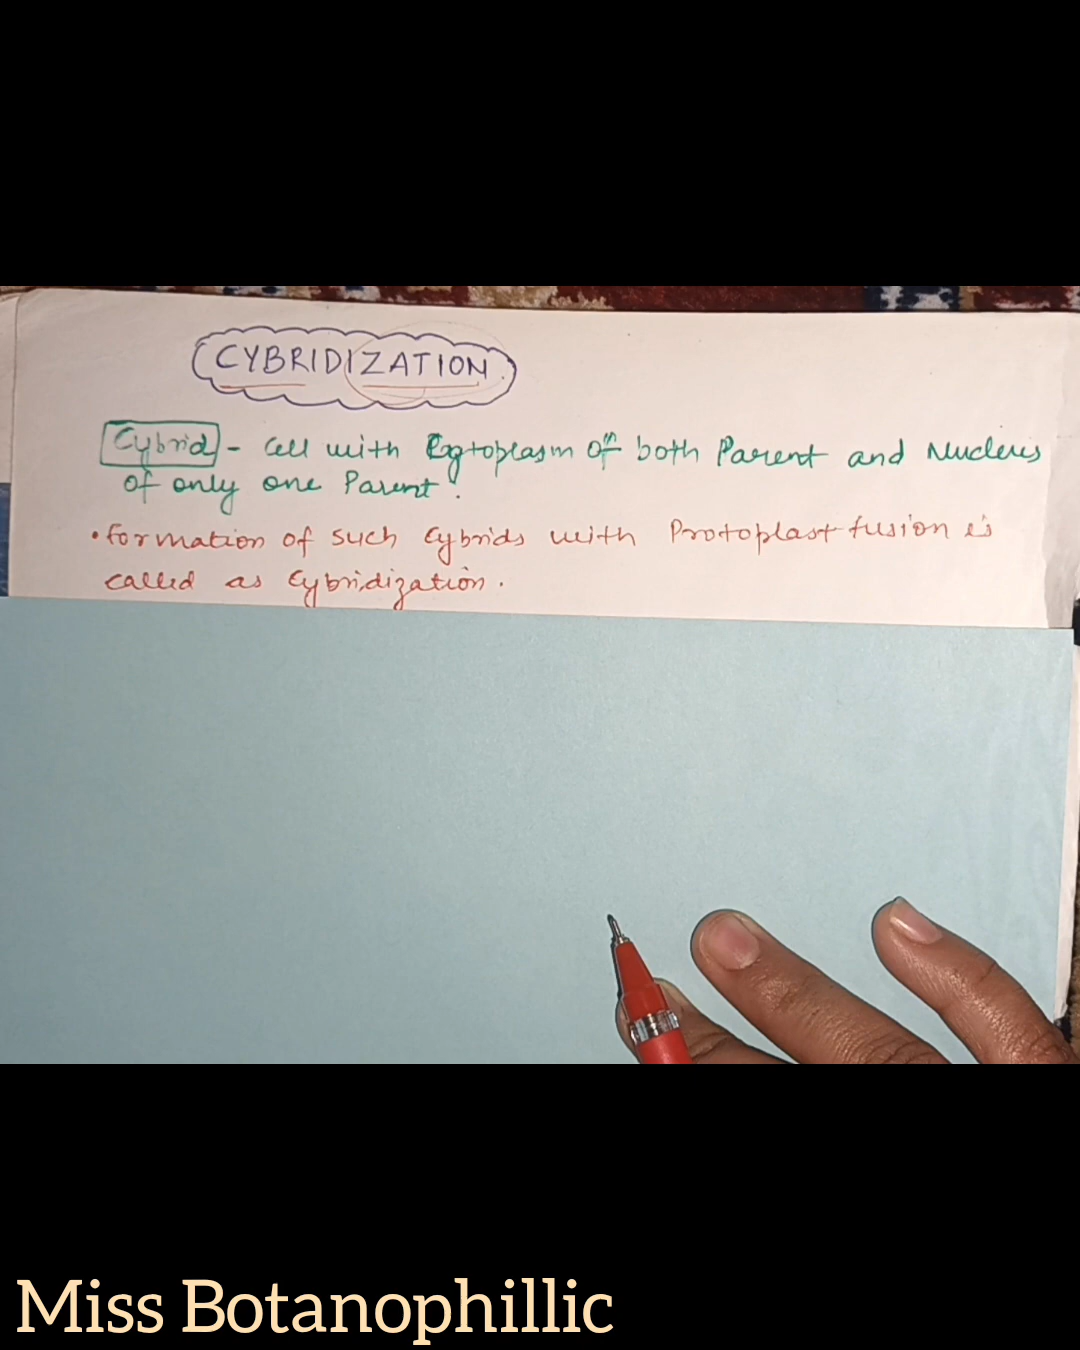 CYBRIDIZATION.
Cybrid - Cell with Cytoplasm of both Parent and Nucleus
of only one Parent.
• formation of such Cybrids with Protoplast fusion is
called as Cybridization.
Miss Botanophillic